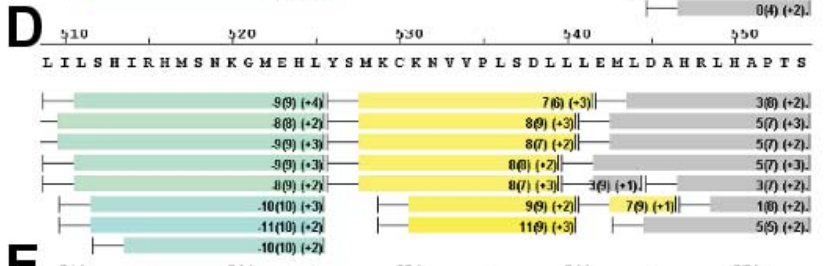 0(4) (+2).
D
510 520 530 540 550
L I L S H I R H M S N K G M E H L Y S M K C K N V V P L S D L L L E M L D A H R L H A P T S
-9(9) (+4) 7(6) (+3) 3(8) (+2).
-8(8) (+2) 8(9) (+3) 5(7) (+3).
-9(9) (+3) 8(7) (+2) 5(7) (+2).
-9(9) (+3) 8(8) (+2) 5(7) (+3)
-8(9) (+2) 8(7) (+3) 3(9) (+1). 3(7) (+2)
-10(10) (+3) 9(9) (+2) 7(9) (+1) 1(8) (+2)
-11(10) (+2) 11(9) (+3) 5(5) (+2).
-10(10) (+2)
E